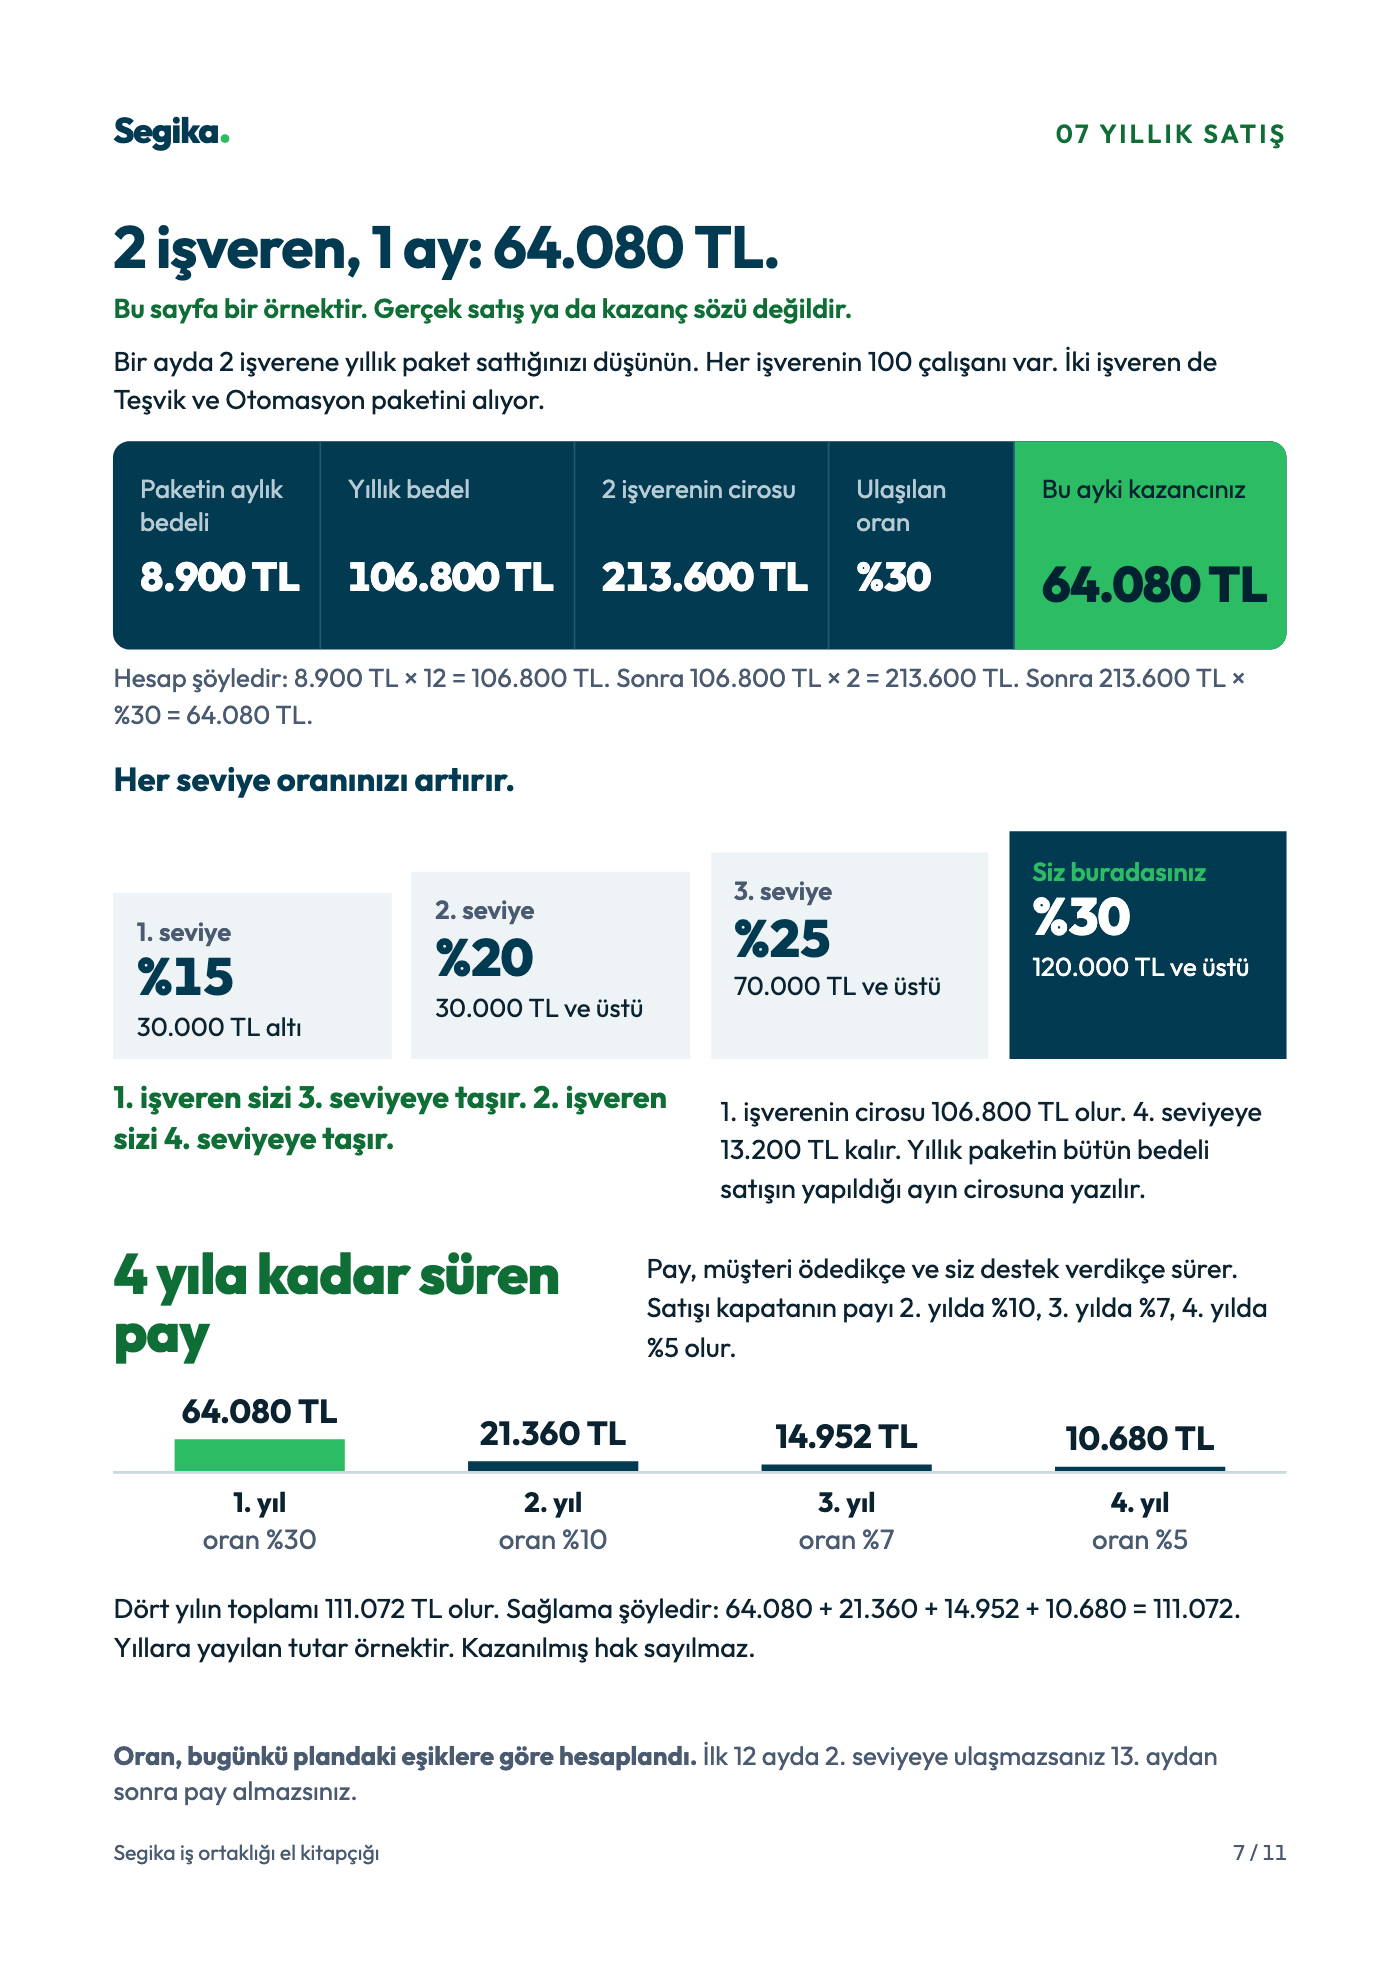 Segika.
07 YILLIK SATIŞ
2 işveren, 1 ay: 64.080 TL.
Bu sayfa bir örnektir. Gerçek satış ya da kazanç sözü değildir.
Bir ayda 2 işverene yıllık paket sattığınızı düşünün. Her işverenin 100 çalışanı var. İki işveren de
Teşvik ve Otomasyon paketini alıyor.
Paketin aylık
bedeli
8.900 TL
Yıllık bedel
106.800 TL
2 işverenin cirosu
213.600 TL
Ulaşılan
oran
%30
Bu ayki kazancınız
64.080 TL
Hesap şöyledir: 8.900 TL × 12 = 106.800 TL. Sonra 106.800 TL × 2 = 213.600 TL. Sonra 213.600 TL ×
%30 = 64.080 TL.
Her seviye oranınızı artırır.
1. seviye
%15
30.000 TL altı
2. seviye
%20
30.000 TL ve üstü
3. seviye
%25
70.000 TL ve üstü
Siz buradasınız
%30
120.000 TL ve üstü
1. işveren sizi 3. seviyeye taşır. 2. işveren
sizi 4. seviyeye taşır.
1. işverenin cirosu 106.800 TL olur. 4. seviyeye
13.200 TL kalır. Yıllık paketin bütün bedeli
satışın yapıldığı ayın cirosuna yazılır.
4 yıla kadar süren
pay
Pay, müşteri ödedikçe ve siz destek verdikçe sürer.
Satışı kapatanın payı 2. yılda %10, 3. yılda %7, 4. yılda
%5 olur.
64.080 TL
21.360 TL
14.952 TL
10.680 TL
1. yıl
2. yıl
3. yıl
4. yıl
oran %30
oran %10
oran %7
oran %5
Dört yılın toplamı 111.072 TL olur. Sağlama şöyledir: 64.080 + 21.360 + 14.952 + 10.680 = 111.072.
Yıllara yayılan tutar örnektir. Kazanılmış hak sayılmaz.
Oran, bugünkü plandaki eşiklere göre hesaplandı. İlk 12 ayda 2. seviyeye ulaşmazsanız 13. aydan
sonra pay almazsınız.
Segika iş ortaklığı el kitapçığı
7 / 11